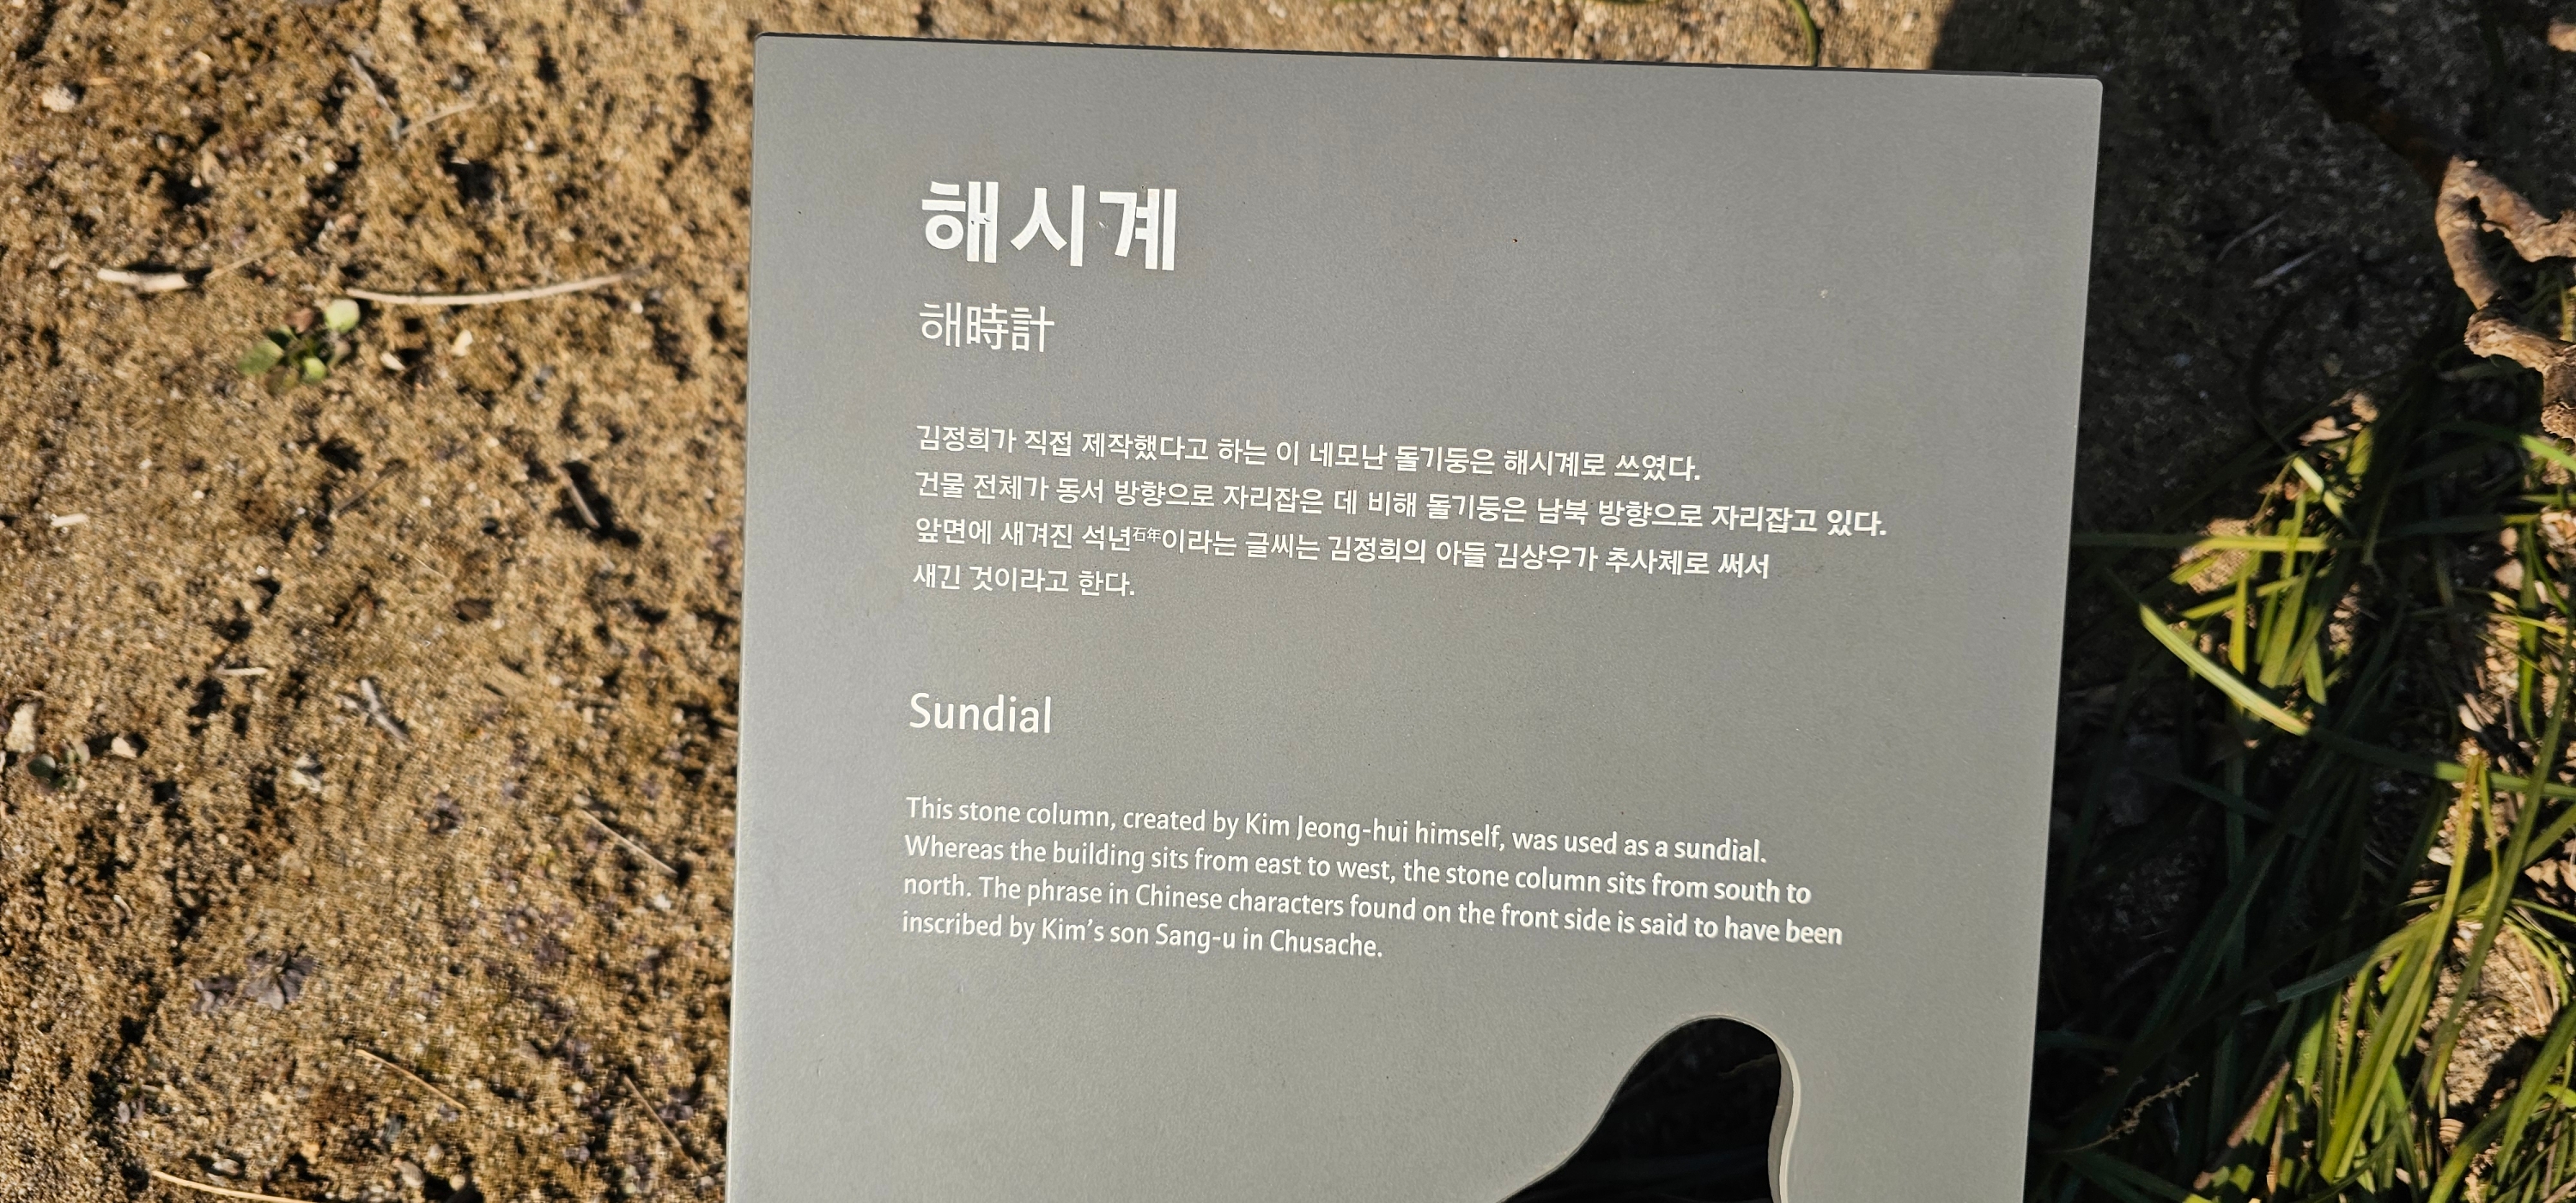 해시계
해時計
김정희가 직접 제작했다고 하는 이 네모난 돌기둥은 해시계로 쓰였다.
건물 전체가 동서 방향으로 자리잡은 데 비해 돌기둥은 남북 방향으로 자리잡고 있다.
앞면에 새겨진 석년石年이라는 글씨는 김정희의 아들 김상우가 추사체로 써서
새긴 것이라고 한다.
Sundial
This stone column, created by Kim Jeong-hui himself, was used as a sundial.
Whereas the building sits from east to west, the stone column sits from south to
north. The phrase in Chinese characters found on the front side is said to have been
inscribed by Kim’s son Sang-u in Chusache.